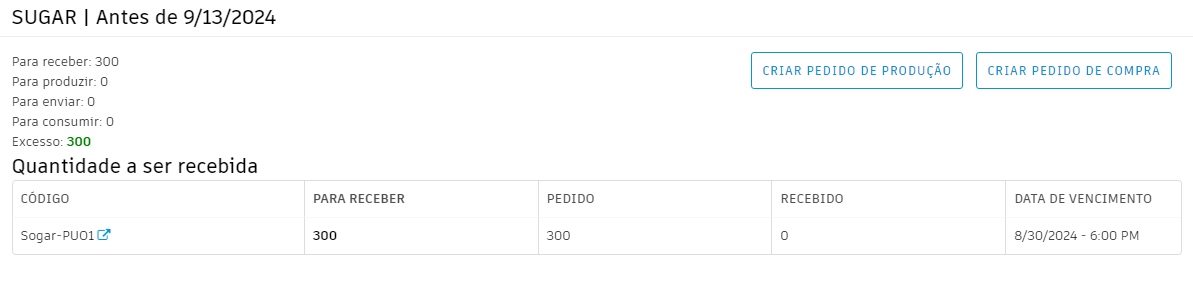 SUGAR | Antes de 9/13/2024
Para receber: 300
Para produzir: 0
Para enviar: 0
Para consumir: 0
Excesso: 300
CRIAR PEDIDO DE PRODUÇÃO
CRIAR PEDIDO DE COMPRA
Quantidade a ser recebida
CÓDIGO PARA RECEBER PEDIDO RECEBIDO DATA DE VENCIMENTO
Sogar-PU01 300 300 0 8/30/2024 - 6:00 PM